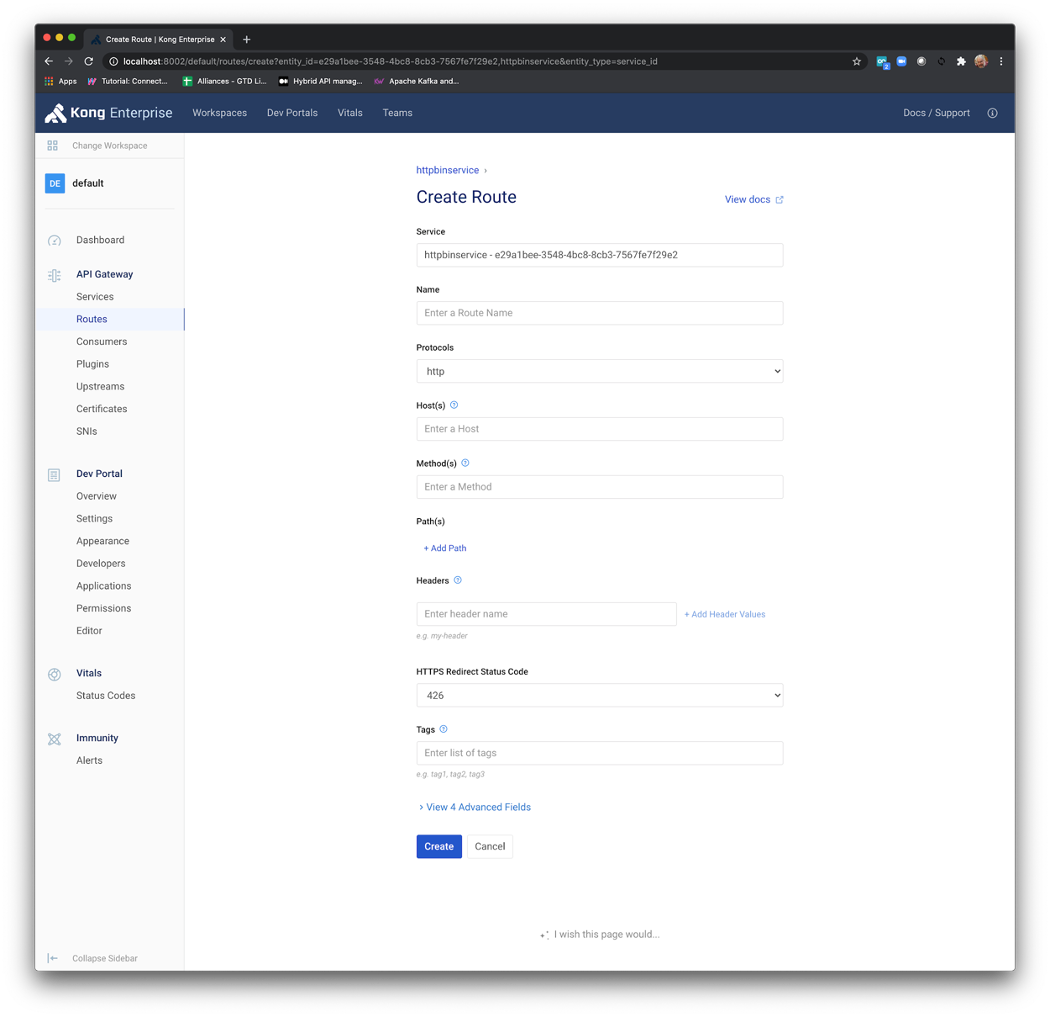 Create Route | Kong Enterprise
localhost:8002/default/routes/create?entity_id=e29a1bee-3548-4bc8-8cb3-7567fe7f29e2,httpbinservice&entity_type=service_id
Apps Tutorial: Connect... Alliances - GTD Li... Hybrid API manag... Apache Kafka and...
Kong Enterprise Workspaces Dev Portals Vitals Teams Docs / Support
Change Workspace
DE default
Dashboard
API Gateway
Services
Routes
Consumers
Plugins
Upstreams
Certificates
SNIs
Dev Portal
Overview
Settings
Appearance
Developers
Applications
Permissions
Editor
Vitals
Status Codes
Immunity
Alerts
Collapse Sidebar
httpbinservice ›
Create Route
View docs
Service
httpbinservice - e29a1bee-3548-4bc8-8cb3-7567fe7f29e2
Name
Enter a Route Name
Protocols
http
Host(s)
Enter a Host
Method(s)
Enter a Method
Path(s)
+ Add Path
Headers
Enter header name + Add Header Values
e.g. my-header
HTTPS Redirect Status Code
426
Tags
Enter list of tags
e.g. tag1, tag2, tag3
› View 4 Advanced Fields
Create Cancel
I wish this page would...